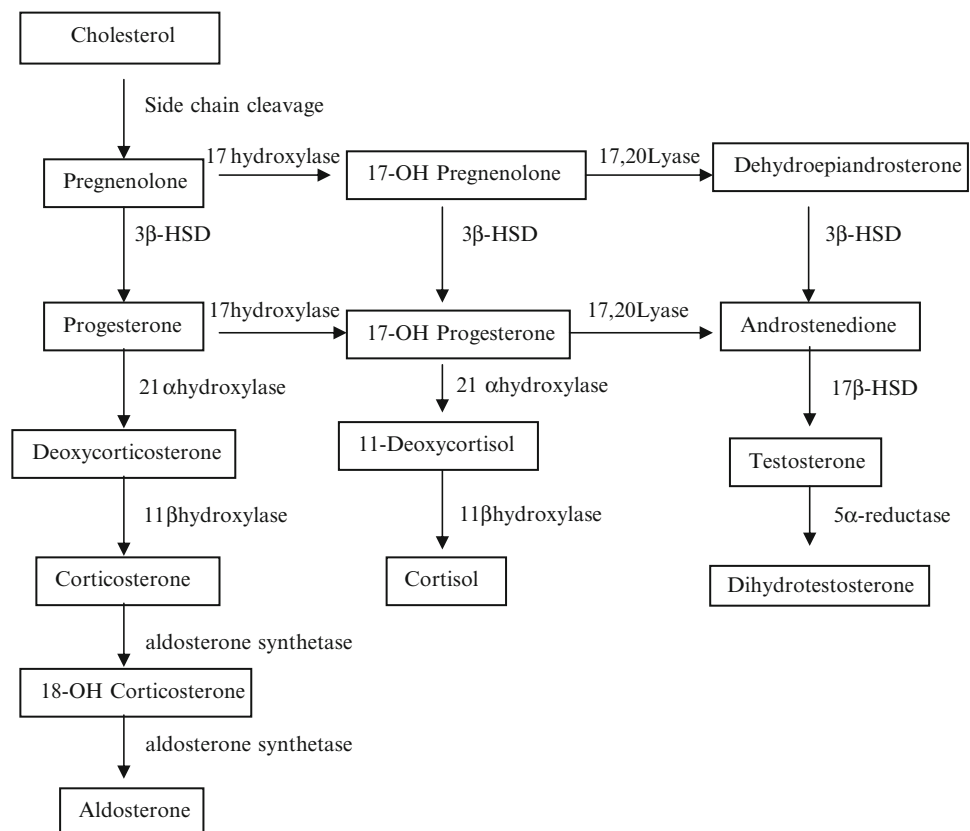 Cholesterol
Side chain cleavage
17 hydroxylase
17,20Lyase
Pregnenolone
17-OH Pregnenolone
Dehydroepiandrosterone
3β-HSD
3β-HSD
3β-HSD
17hydroxylase
17,20Lyase
Progesterone
17-OH Progesterone
Androstenedione
21αhydroxylase
21 αhydroxylase
17β-HSD
Deoxycorticosterone
11-Deoxycortisol
Testosterone
11βhydroxylase
11βhydroxylase
5α-reductase
Corticosterone
Cortisol
Dihydrotestosterone
aldosterone synthetase
18-OH Corticosterone
aldosterone synthetase
Aldosterone